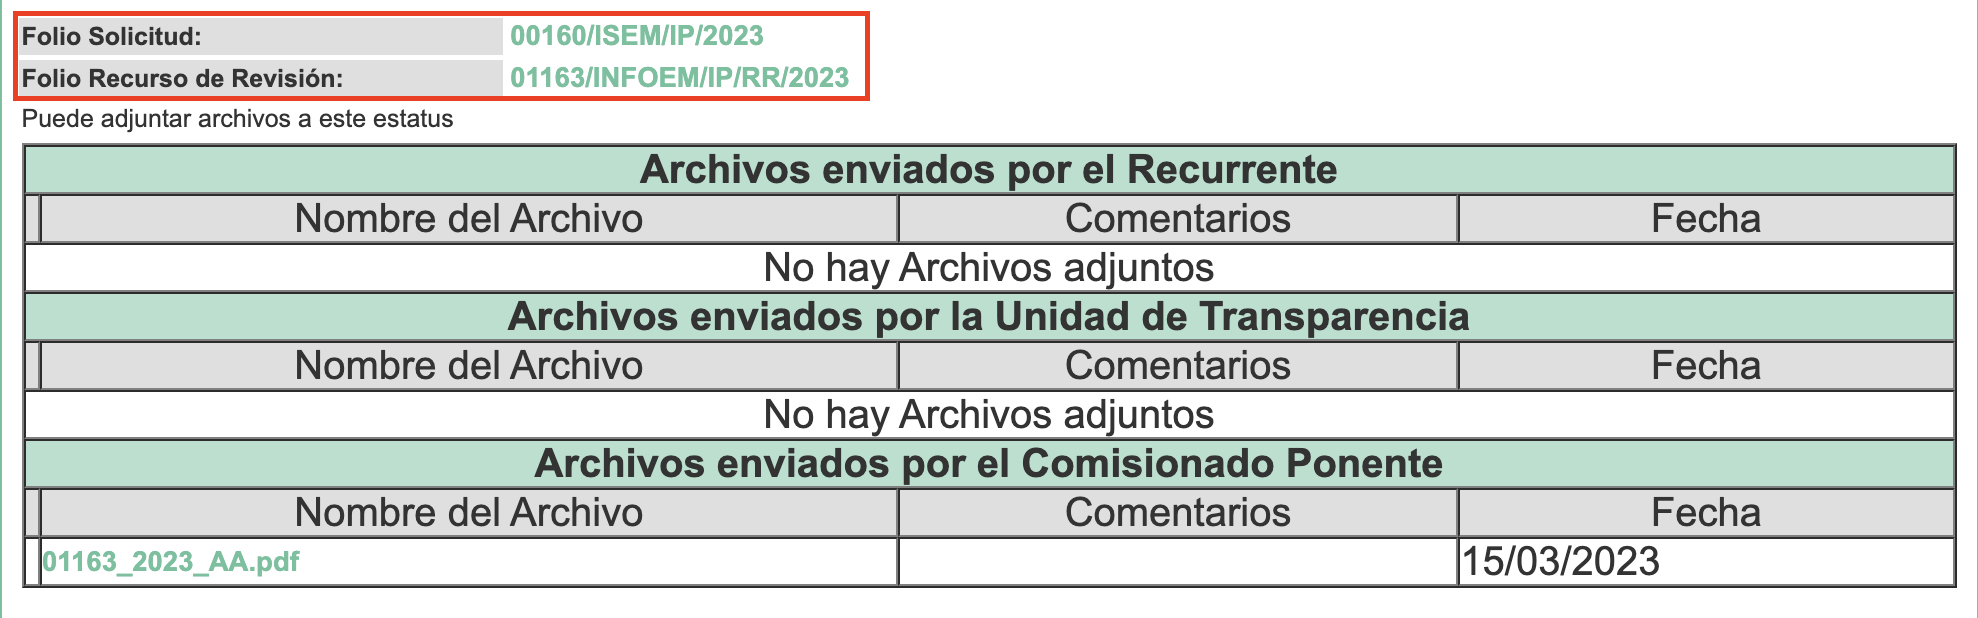 Folio Solicitud: 00160/ISEM/IP/2023
Folio Recurso de Revisión: 01163/INFOEM/IP/RR/2023
Puede adjuntar archivos a este estatus
Archivos enviados por el Recurrente
Nombre del Archivo Comentarios Fecha
No hay Archivos adjuntos
Archivos enviados por la Unidad de Transparencia
Nombre del Archivo Comentarios Fecha
No hay Archivos adjuntos
Archivos enviados por el Comisionado Ponente
Nombre del Archivo Comentarios Fecha
01163_2023_AA.pdf 15/03/2023